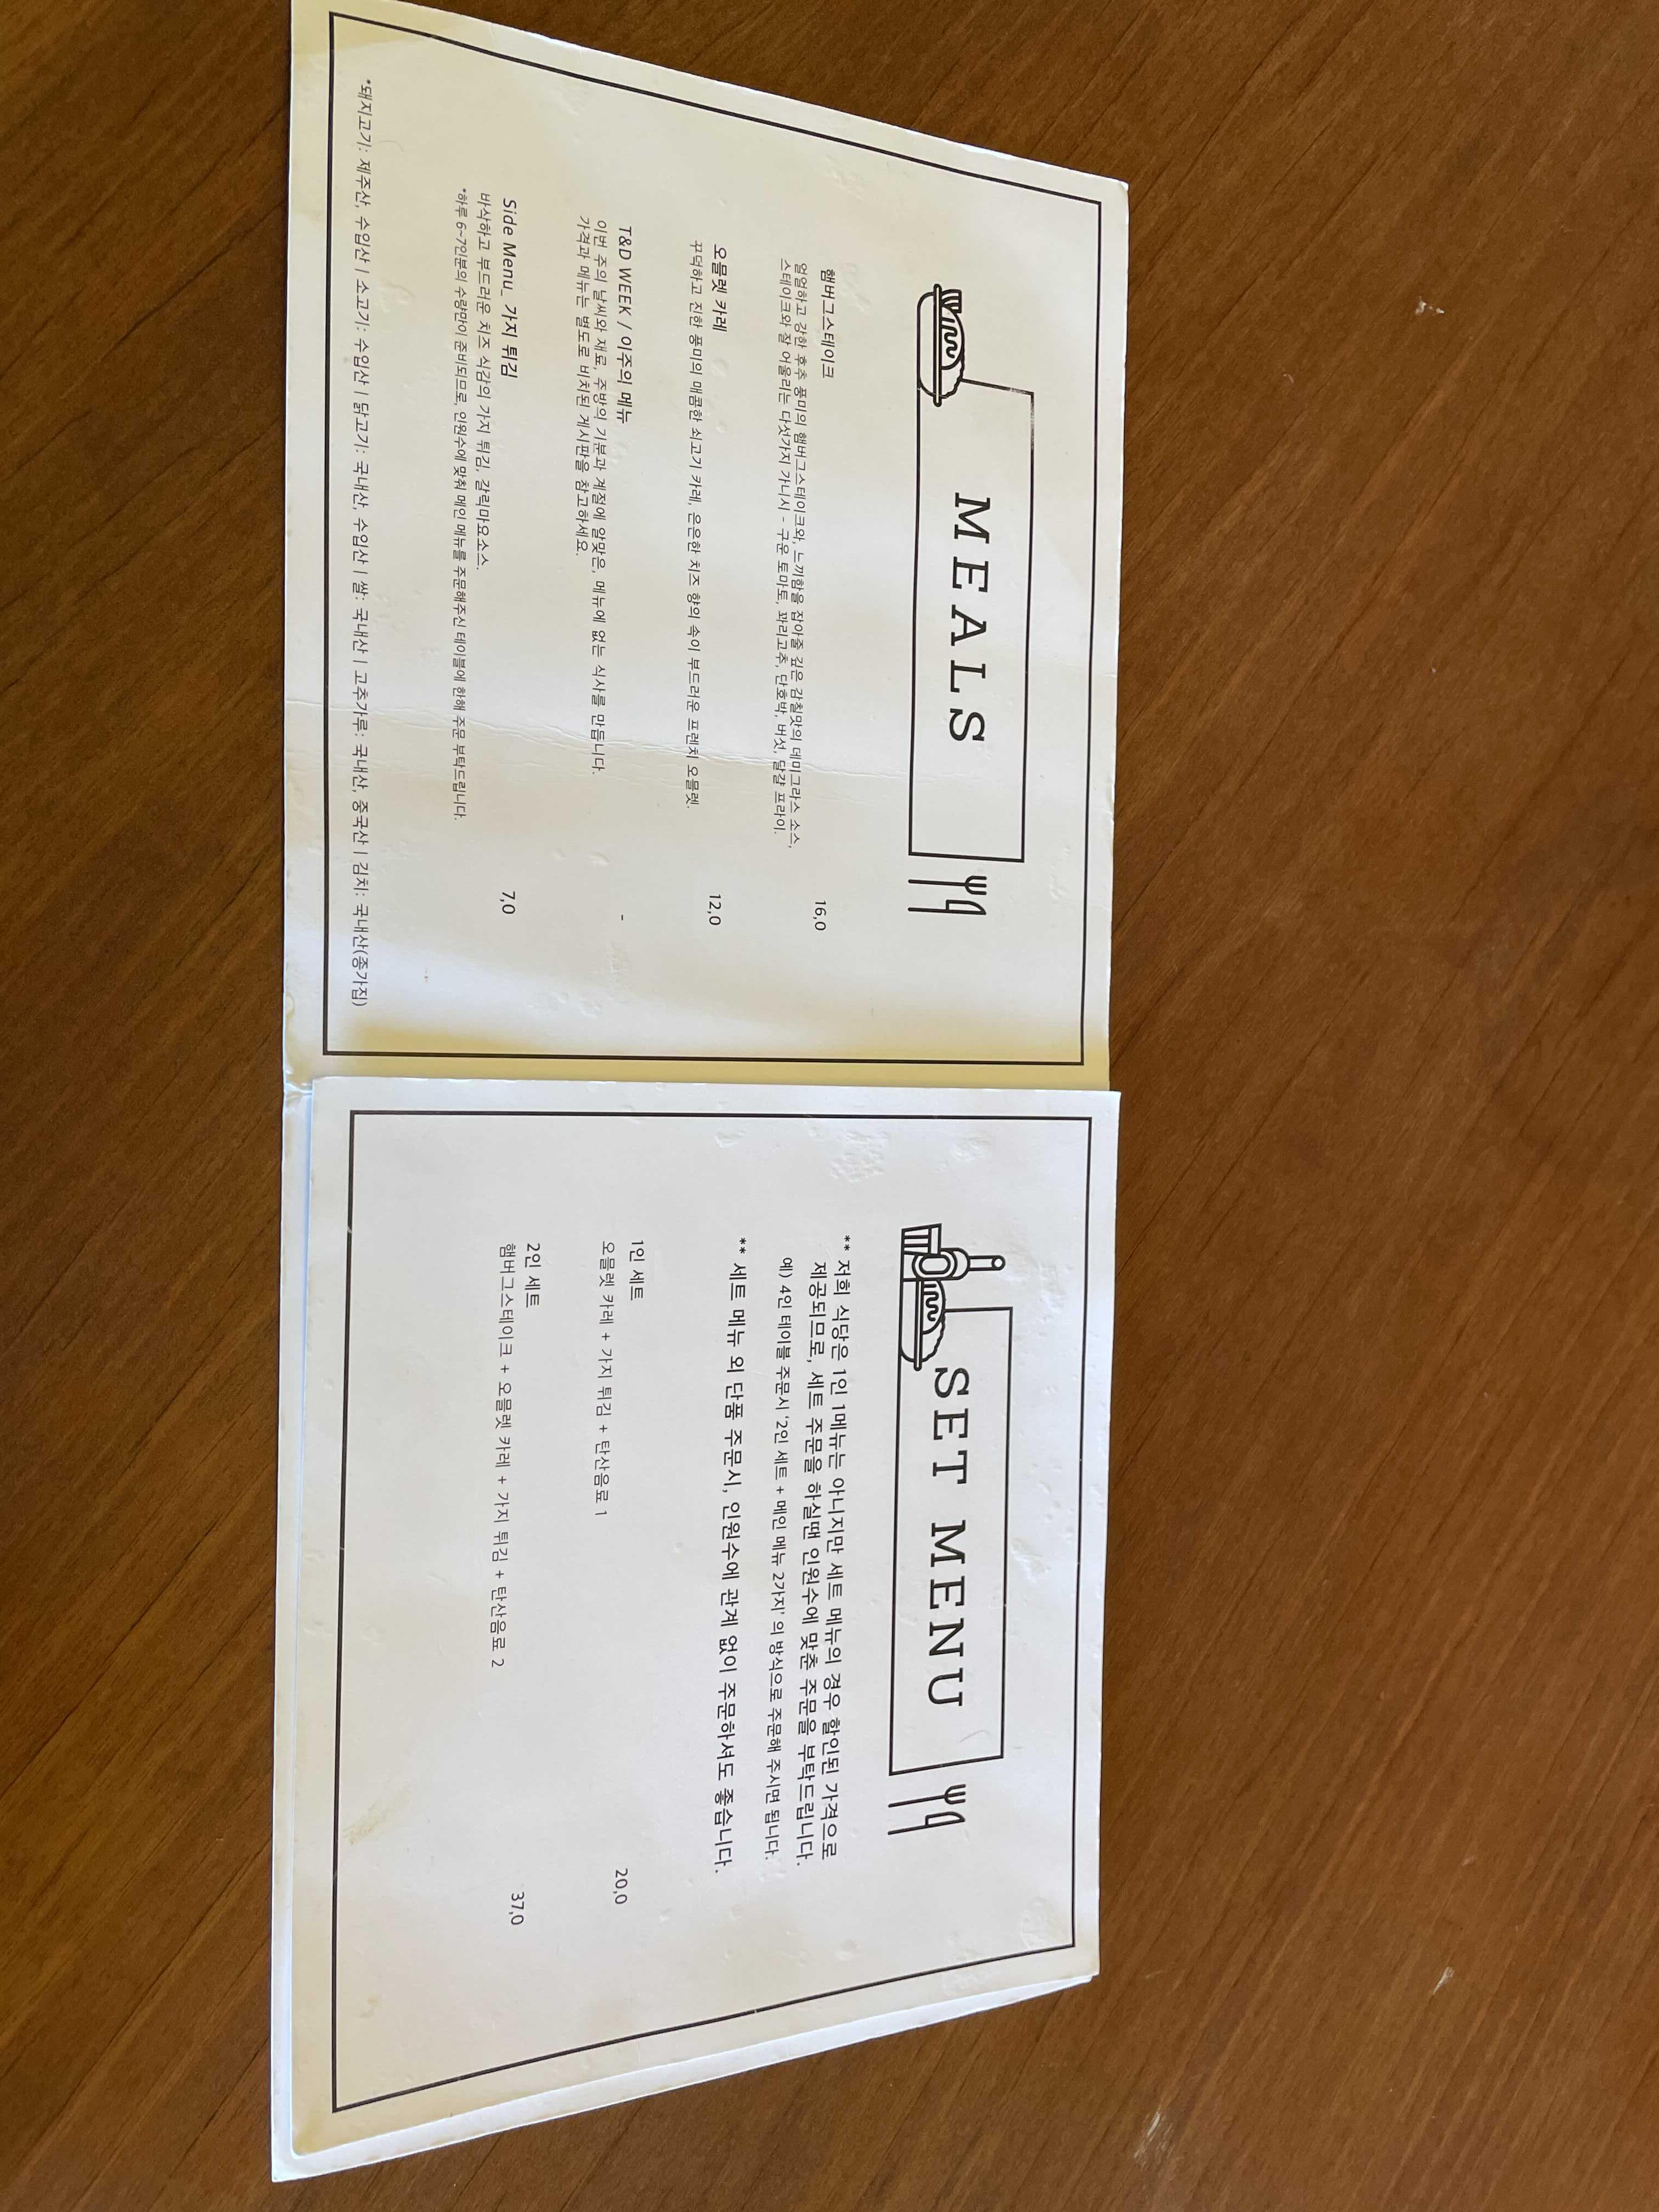 MEALS
햄버그스테이크
16,0
얼얼하고 강한 후추 풍미의 햄버그스테이크와, 느끼함을 잡아줄 깊은 감칠맛의 데미그라스 소스,
스테이크와 잘 어울리는 다섯가지 가니시 - 구운 토마토, 꽈리고추, 단호박, 버섯, 달걀 프라이.
오믈렛 카레
12,0
꾸덕하고 진한 풍미의 매콤한 쇠고기 카레, 은은한 치즈 향의 속이 부드러운 프렌치 오믈렛.
T&D WEEK / 이주의 메뉴
-
이번 주의 날씨와 재료, 주방의 기분과 계절에 알맞은, 메뉴에 없는 식사를 만듭니다.
가격과 메뉴는 별도로 비치된 게시판을 참고하세요.
Side Menu_ 가지 튀김
7,0
바삭하고 부드러운 치즈 식감의 가지 튀김, 갈릭마요소스.
*하루 6~7인분의 수량만이 준비되므로, 인원수에 맞춰 메인 메뉴를 주문해주신 테이블에 한해 주문 부탁드립니다.
*돼지고기: 제주산, 수입산 | 소고기: 수입산 | 닭고기: 국내산, 수입산 | 쌀: 국내산 | 고추가루: 국내산, 중국산 | 김치: 국내산(종가집)
SET MENU
** 저희 식당은 1인 1메뉴는 아니지만 세트 메뉴의 경우 할인된 가격으로
제공되므로, 세트 주문을 하실땐 인원수에 맞춘 주문을 부탁드립니다.
예) 4인 테이블 주문시 '2인 세트 + 메인 메뉴 2가지' 의 방식으로 주문해 주시면 됩니다.
** 세트 메뉴 외 단품 주문시, 인원수에 관계 없이 주문하셔도 좋습니다.
1인 세트
오믈렛 카레 + 가지 튀김 + 탄산음료 1
20,0
2인 세트
햄버그스테이크 + 오믈렛 카레 + 가지 튀김 + 탄산음료 2
37,0